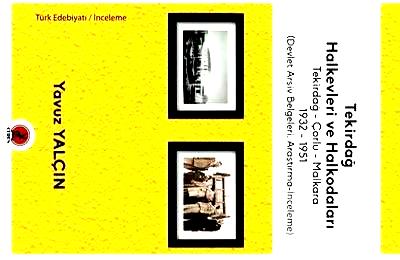 Türk Edebiyatı / İnceleme
Yavuz YALÇIN
Tekirdağ
Halkevleri ve Halkodaları
Tekirdağ - Çorlu - Malkara
1932 - 1951
(Devlet Arşiv Belgeleri, Araştırma-İnceleme)